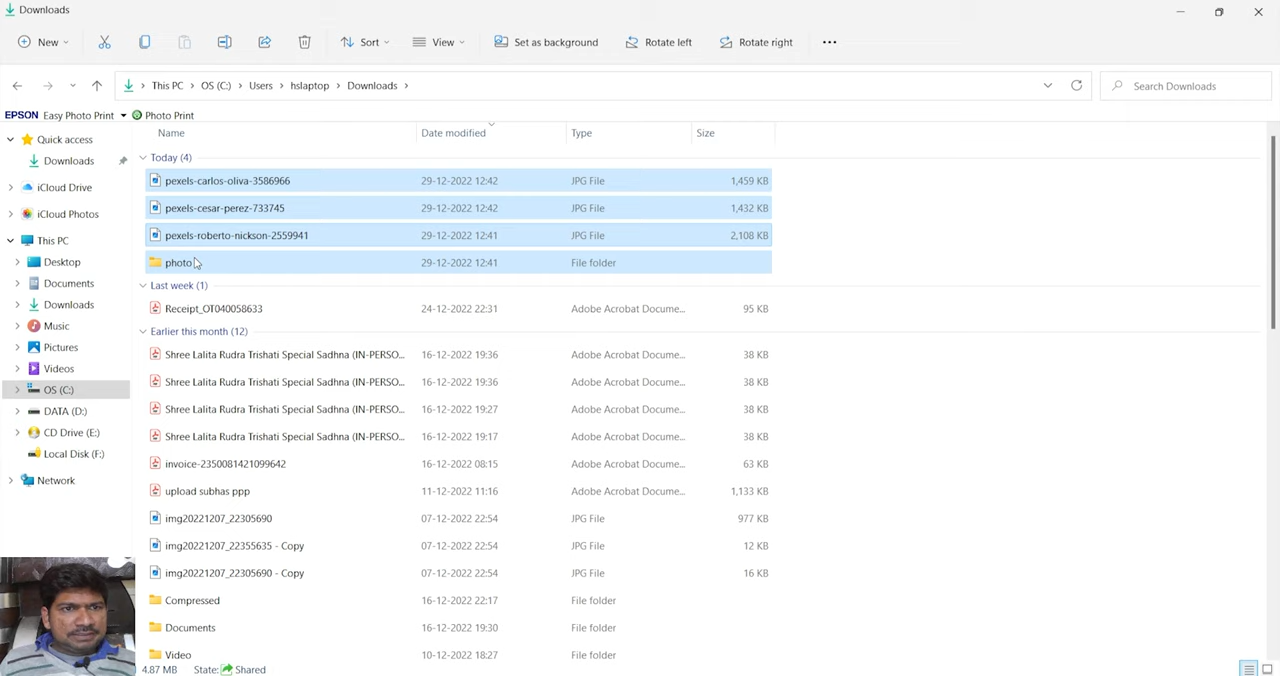 Downloads
New Sort View Set as background Rotate left Rotate right
This PC OS (C:) Users hslaptop Downloads Search Downloads
EPSON Easy Photo Print Photo Print
Quick access
Downloads
iCloud Drive
iCloud Photos
This PC
Desktop
Documents
Downloads
Music
Pictures
Videos
OS (C:)
DATA (D:)
CD Drive (E:)
Local Disk (F:)
Network
Name Date modified Type Size
Today (4)
pexels-carlos-oliva-3586966 29-12-2022 12:42 JPG File 1,459 KB
pexels-cesar-perez-733745 29-12-2022 12:42 JPG File 1,432 KB
pexels-roberto-nickson-2559941 29-12-2022 12:41 JPG File 2,108 KB
photo 29-12-2022 12:41 File folder
Last week (1)
Receipt_OT040058633 24-12-2022 22:31 Adobe Acrobat Docume... 95 KB
Earlier this month (12)
Shree Lalita Rudra Trishati Special Sadhna (IN-PERSO... 16-12-2022 19:36 Adobe Acrobat Docume... 38 KB
Shree Lalita Rudra Trishati Special Sadhna (IN-PERSO... 16-12-2022 19:36 Adobe Acrobat Docume... 38 KB
Shree Lalita Rudra Trishati Special Sadhna (IN-PERSO... 16-12-2022 19:27 Adobe Acrobat Docume... 38 KB
Shree Lalita Rudra Trishati Special Sadhna (IN-PERSO... 16-12-2022 19:17 Adobe Acrobat Docume... 38 KB
invoice-2350081421099642 16-12-2022 08:15 Adobe Acrobat Docume... 63 KB
upload subhas ppp 11-12-2022 11:16 Adobe Acrobat Docume... 1,133 KB
img20221207_22305690 07-12-2022 22:54 JPG File 977 KB
img20221207_22355635 - Copy 07-12-2022 22:54 JPG File 12 KB
img20221207_22305690 - Copy 07-12-2022 22:54 JPG File 16 KB
Compressed 16-12-2022 22:17 File folder
Documents 16-12-2022 19:30 File folder
Video 10-12-2022 18:27 File folder
4.87 MB State: Shared